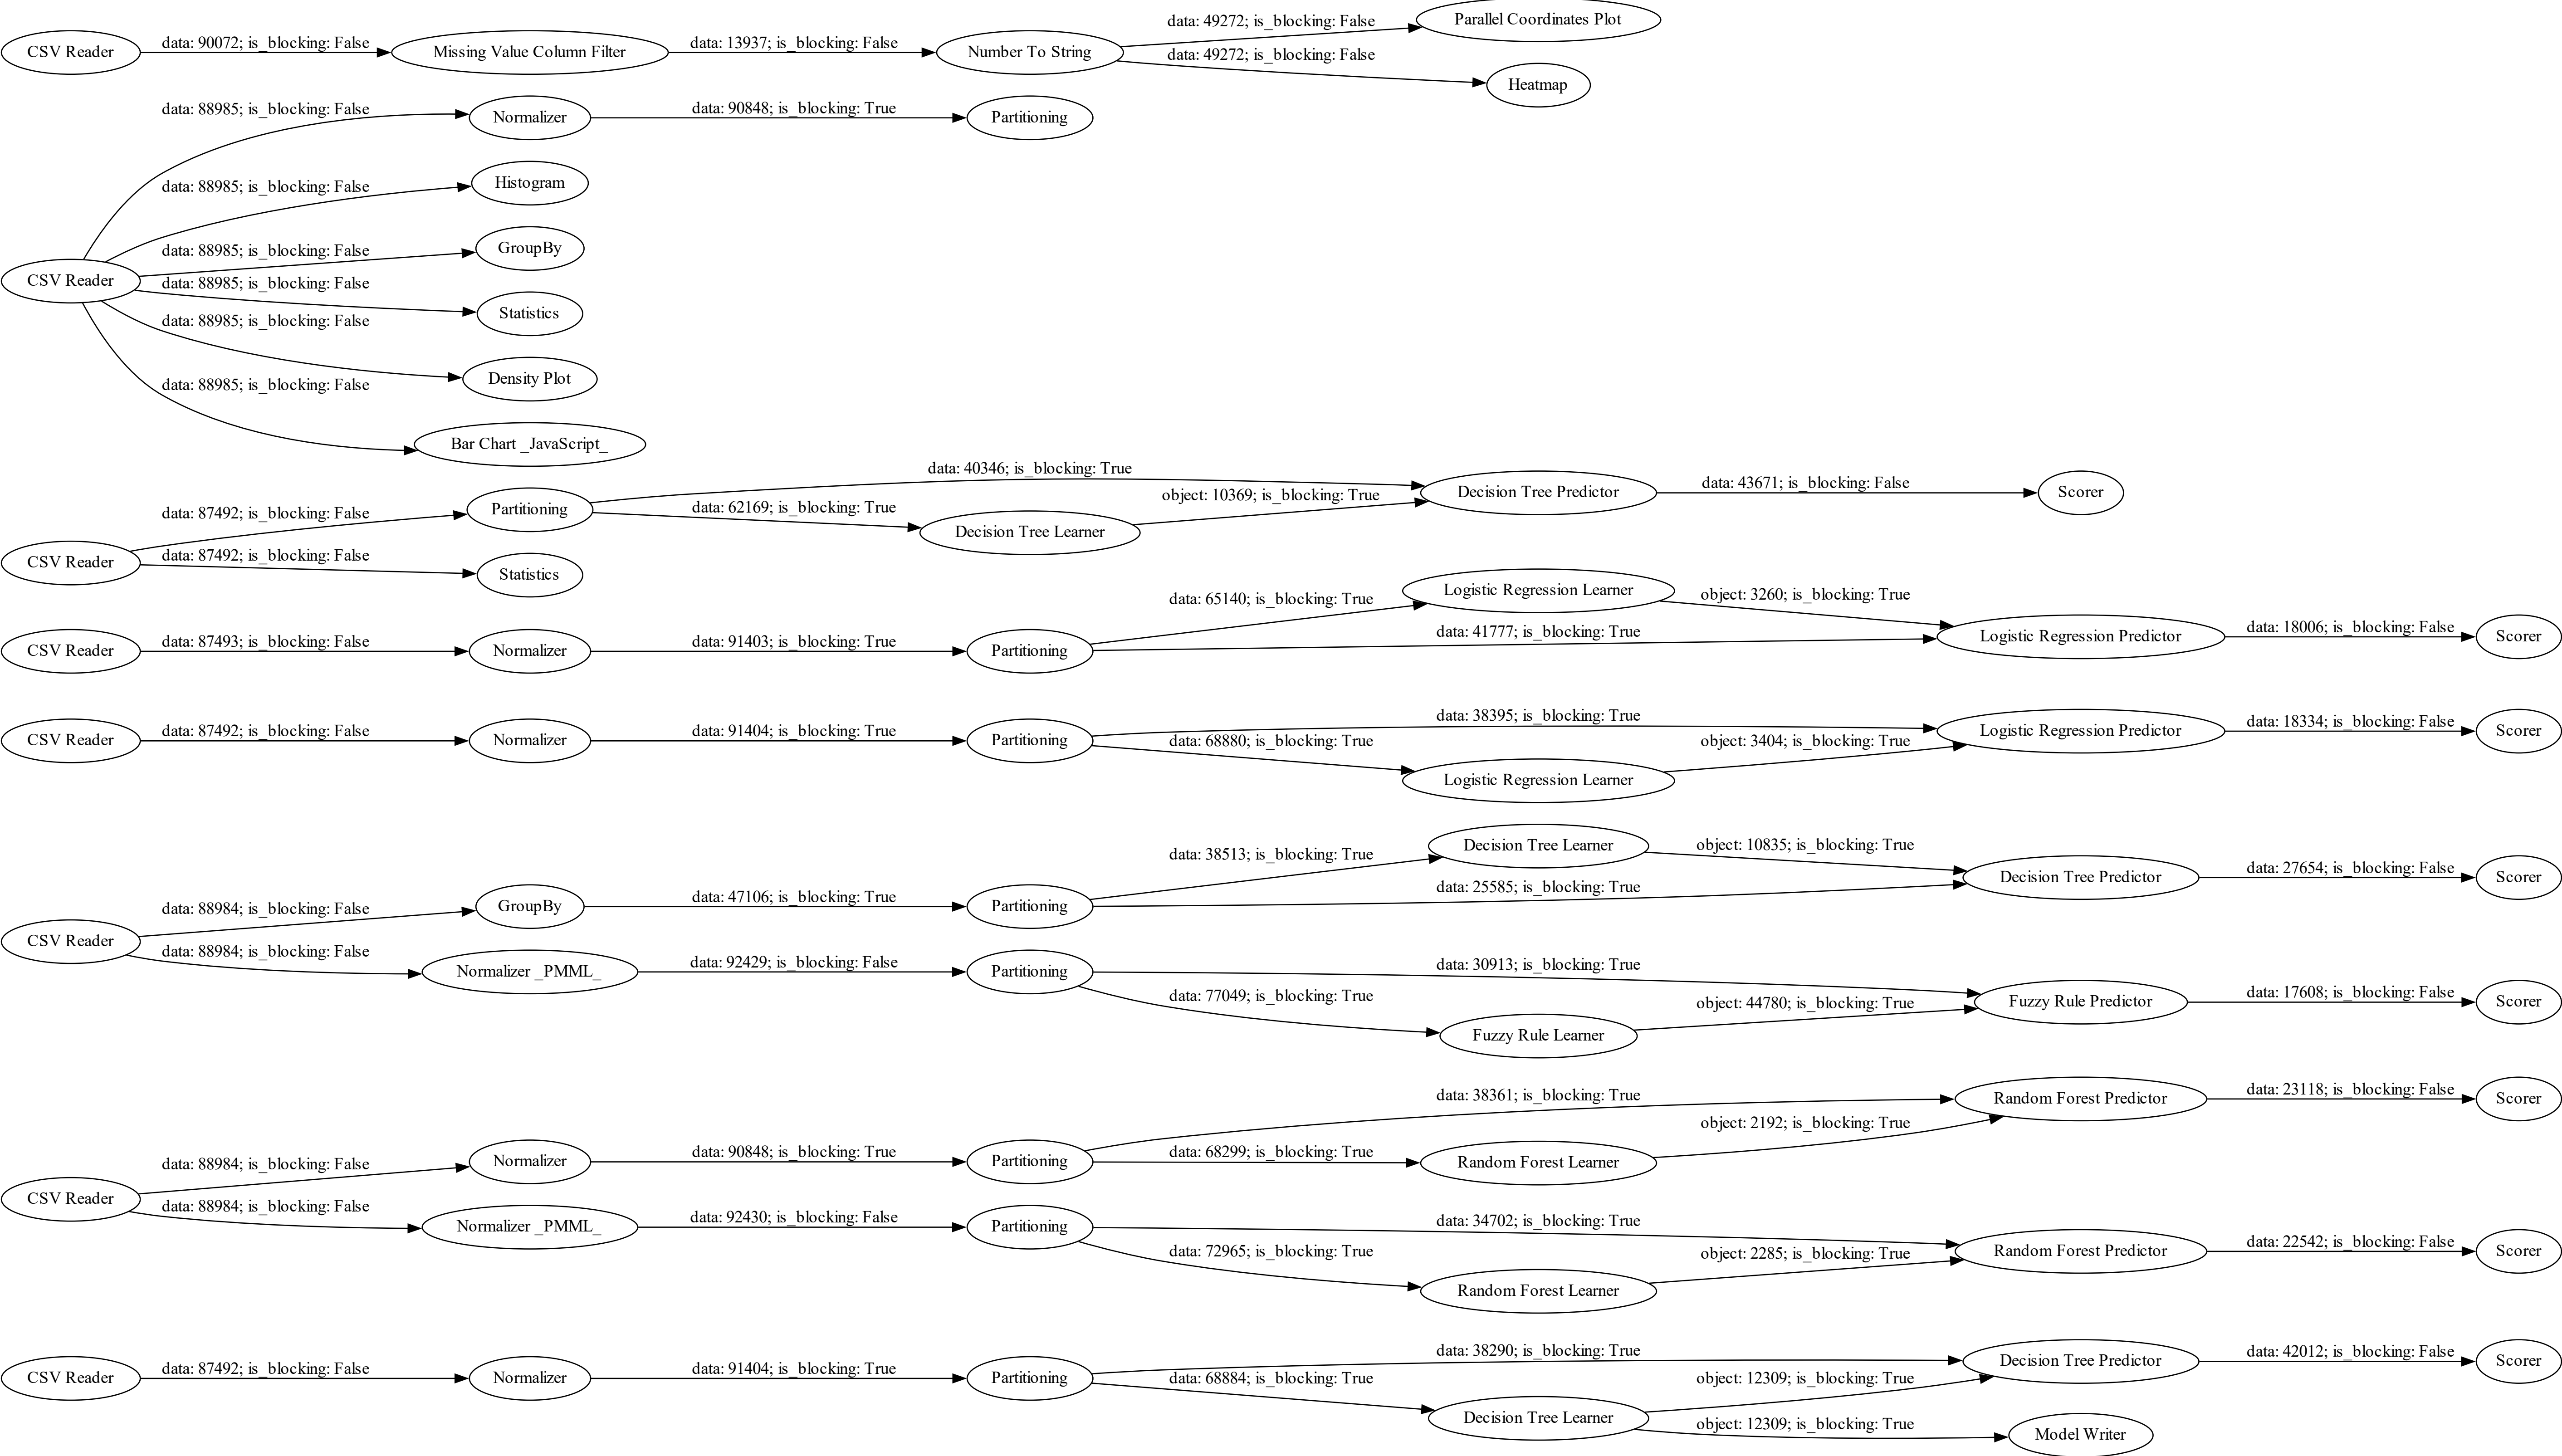 CSV Reader
data: 90072; is_blocking: False
Missing Value Column Filter
data: 13937; is_blocking: False
Number To String
data: 49272; is_blocking: False
Parallel Coordinates Plot
data: 49272; is_blocking: False
Heatmap
CSV Reader
data: 88985; is_blocking: False
Normalizer
data: 90848; is_blocking: True
Partitioning
data: 88985; is_blocking: False
Histogram
data: 88985; is_blocking: False
GroupBy
data: 88985; is_blocking: False
Statistics
data: 88985; is_blocking: False
Density Plot
data: 88985; is_blocking: False
Bar Chart _JavaScript_
CSV Reader
data: 87492; is_blocking: False
Partitioning
data: 40346; is_blocking: True
data: 62169; is_blocking: True
Decision Tree Learner
object: 10369; is_blocking: True
Decision Tree Predictor
data: 43671; is_blocking: False
Scorer
data: 87492; is_blocking: False
Statistics
CSV Reader
data: 87493; is_blocking: False
Normalizer
data: 91403; is_blocking: True
Partitioning
data: 65140; is_blocking: True
Logistic Regression Learner
object: 3260; is_blocking: True
data: 41777; is_blocking: True
Logistic Regression Predictor
data: 18006; is_blocking: False
Scorer
CSV Reader
data: 87492; is_blocking: False
Normalizer
data: 91404; is_blocking: True
Partitioning
data: 38395; is_blocking: True
data: 68880; is_blocking: True
Logistic Regression Learner
object: 3404; is_blocking: True
Logistic Regression Predictor
data: 18334; is_blocking: False
Scorer
CSV Reader
data: 88984; is_blocking: False
GroupBy
data: 47106; is_blocking: True
Partitioning
data: 38513; is_blocking: True
Decision Tree Learner
object: 10835; is_blocking: True
data: 25585; is_blocking: True
Decision Tree Predictor
data: 27654; is_blocking: False
Scorer
data: 88984; is_blocking: False
Normalizer _PMML_
data: 92429; is_blocking: False
Partitioning
data: 30913; is_blocking: True
data: 77049; is_blocking: True
Fuzzy Rule Learner
object: 44780; is_blocking: True
Fuzzy Rule Predictor
data: 17608; is_blocking: False
Scorer
CSV Reader
data: 88984; is_blocking: False
Normalizer
data: 90848; is_blocking: True
Partitioning
data: 38361; is_blocking: True
data: 68299; is_blocking: True
Random Forest Learner
object: 2192; is_blocking: True
Random Forest Predictor
data: 23118; is_blocking: False
Scorer
data: 88984; is_blocking: False
Normalizer _PMML_
data: 92430; is_blocking: False
Partitioning
data: 34702; is_blocking: True
data: 72965; is_blocking: True
Random Forest Learner
object: 2285; is_blocking: True
Random Forest Predictor
data: 22542; is_blocking: False
Scorer
CSV Reader
data: 87492; is_blocking: False
Normalizer
data: 91404; is_blocking: True
Partitioning
data: 38290; is_blocking: True
data: 68884; is_blocking: True
Decision Tree Learner
object: 12309; is_blocking: True
Decision Tree Predictor
data: 42012; is_blocking: False
Scorer
object: 12309; is_blocking: True
Model Writer